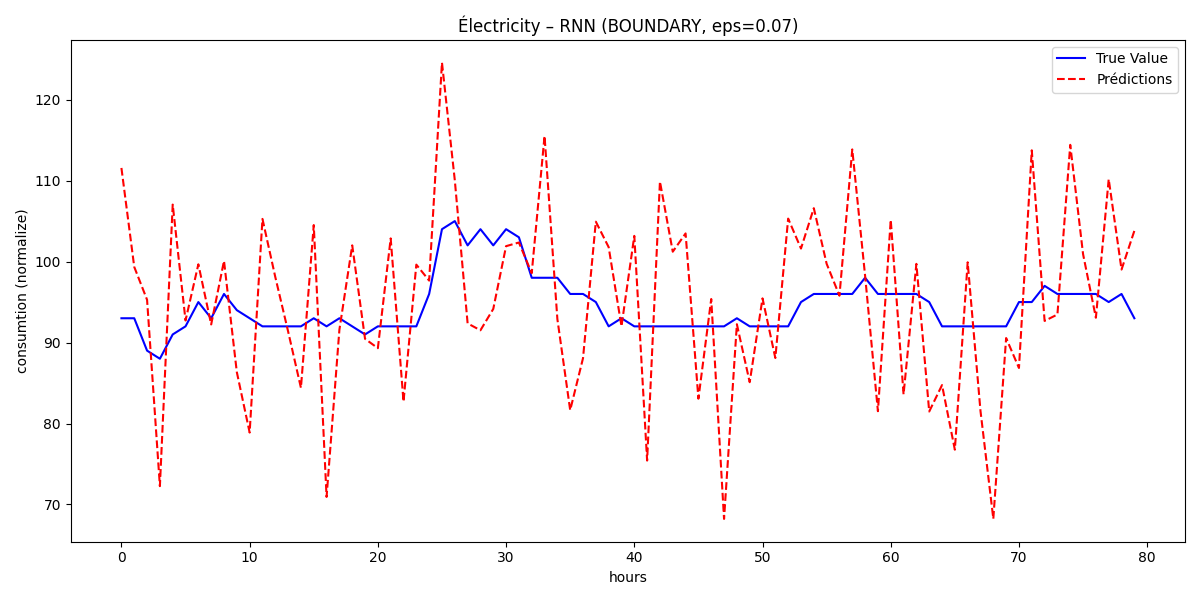 Électricity – RNN (BOUNDARY, eps=0.07)
True Value
Prédictions
consumtion (normalize)
120
110
100
90
80
70
0 10 20 30 40 50 60 70 80
hours